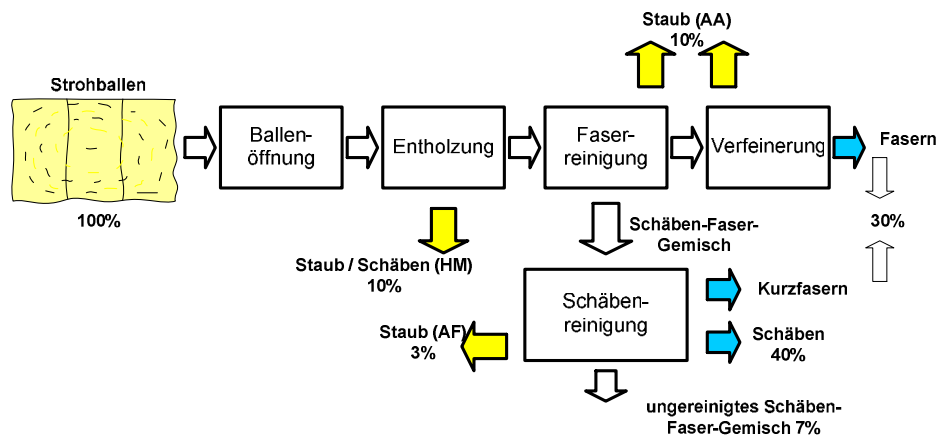 Staub (AA)
10%
Strohballen
100%
Ballen-
öffnung
Entholzung
Faser-
reinigung
Verfeinerung
Fasern
30%
Staub / Schäben (HM)
10%
Schäben-Faser-
Gemisch
Schäben-
reinigung
Kurzfasern
Schäben
40%
Staub (AF)
3%
ungereinigtes Schäben-
Faser-Gemisch 7%